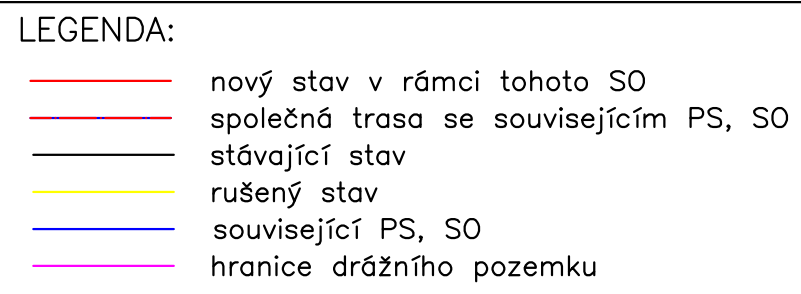 LEGENDA:
nový stav v rámci tohoto SO
společná trasa se souvisejícím PS, SO
stávající stav
rušený stav
související PS, SO
hranice drážního pozemku